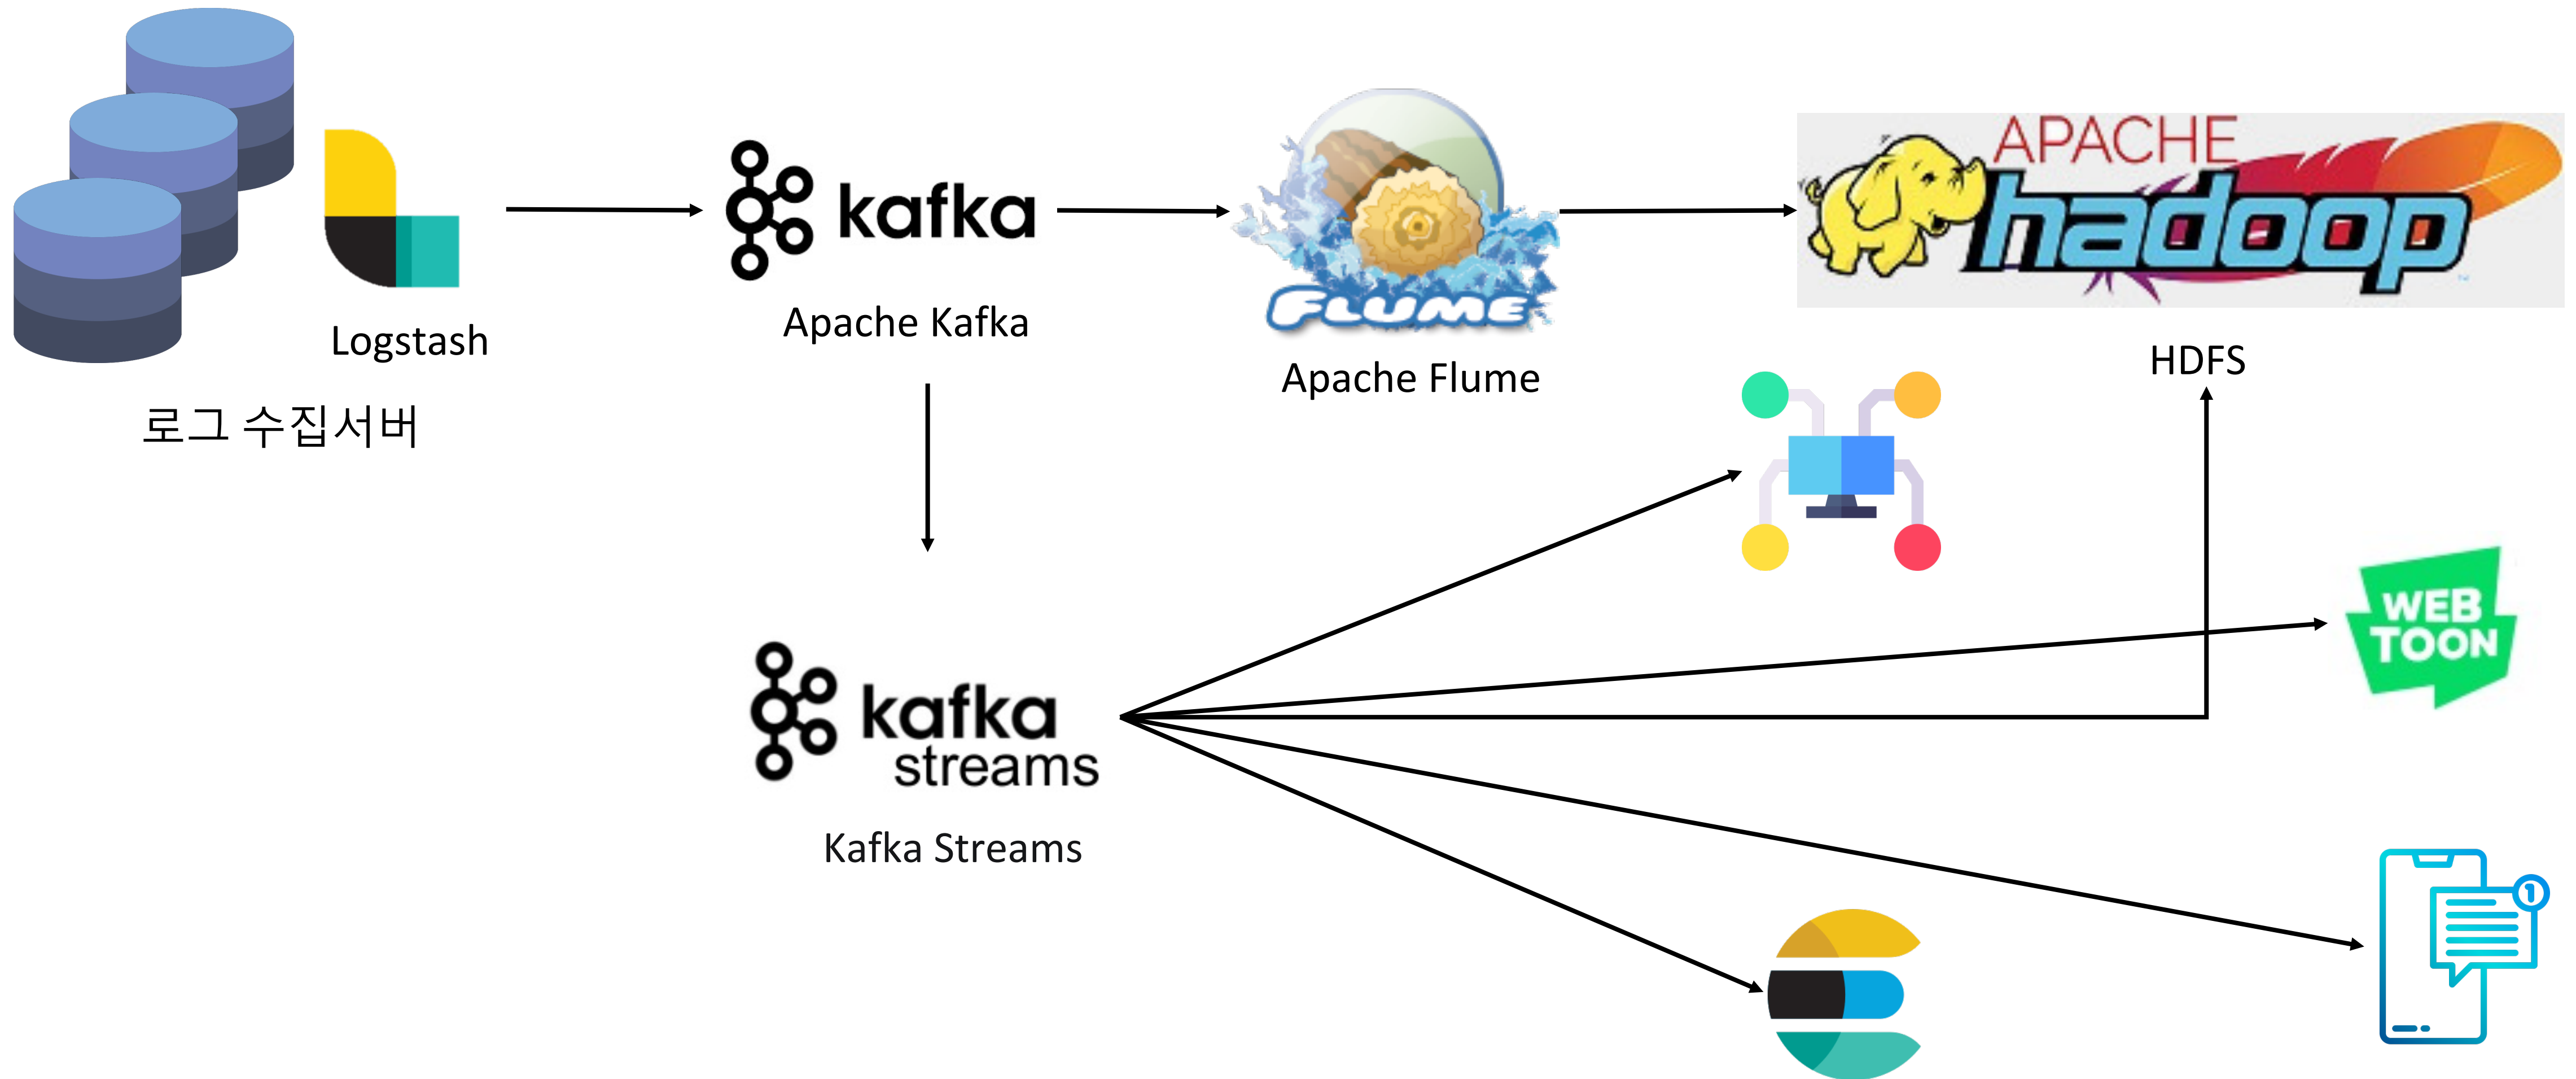 kafka
APACHE
hadoop
FLUME
Logstash
Apache Kafka
Apache Flume
HDFS
로그 수집서버
WEB
TOON
kafka
streams
Kafka Streams
1